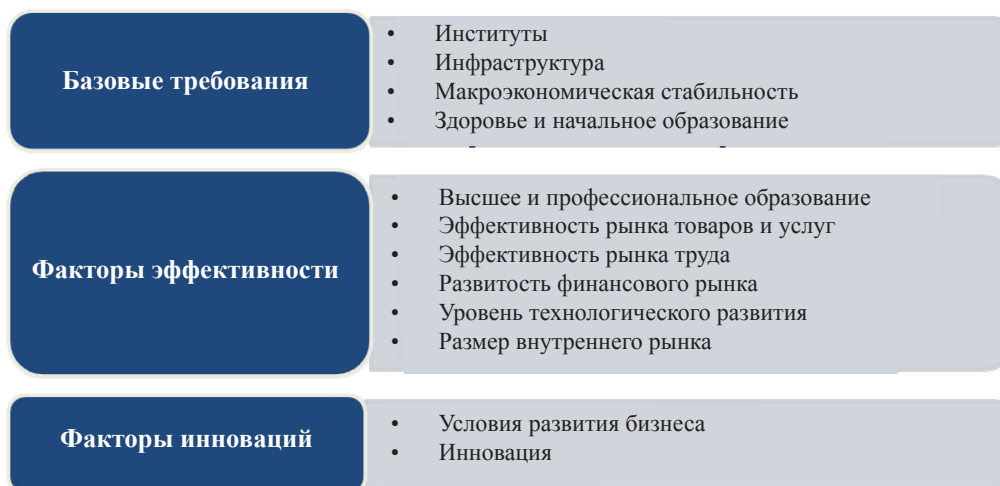 Базовые требования
• Институты
• Инфраструктура
• Макроэкономическая стабильность
• Здоровье и начальное образование
Факторы эффективности
• Высшее и профессиональное образование
• Эффективность рынка товаров и услуг
• Эффективность рынка труда
• Развитость финансового рынка
• Уровень технологического развития
• Размер внутреннего рынка
Факторы инноваций
• Условия развития бизнеса
• Инновация